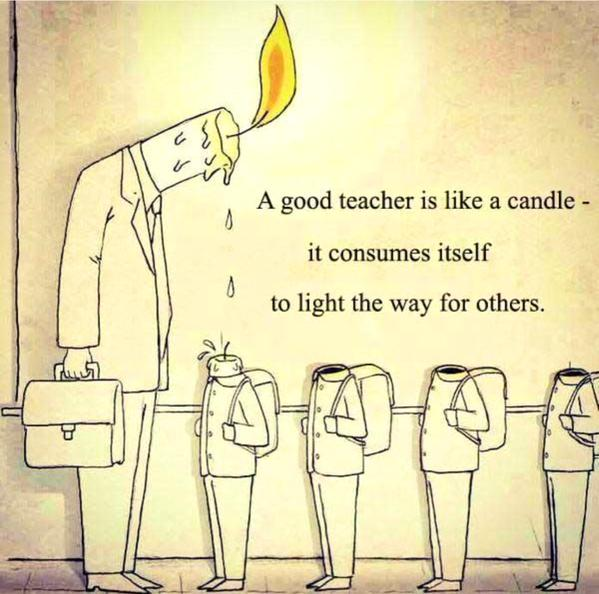 A good teacher is like a candle -
it consumes itself
to light the way for others.